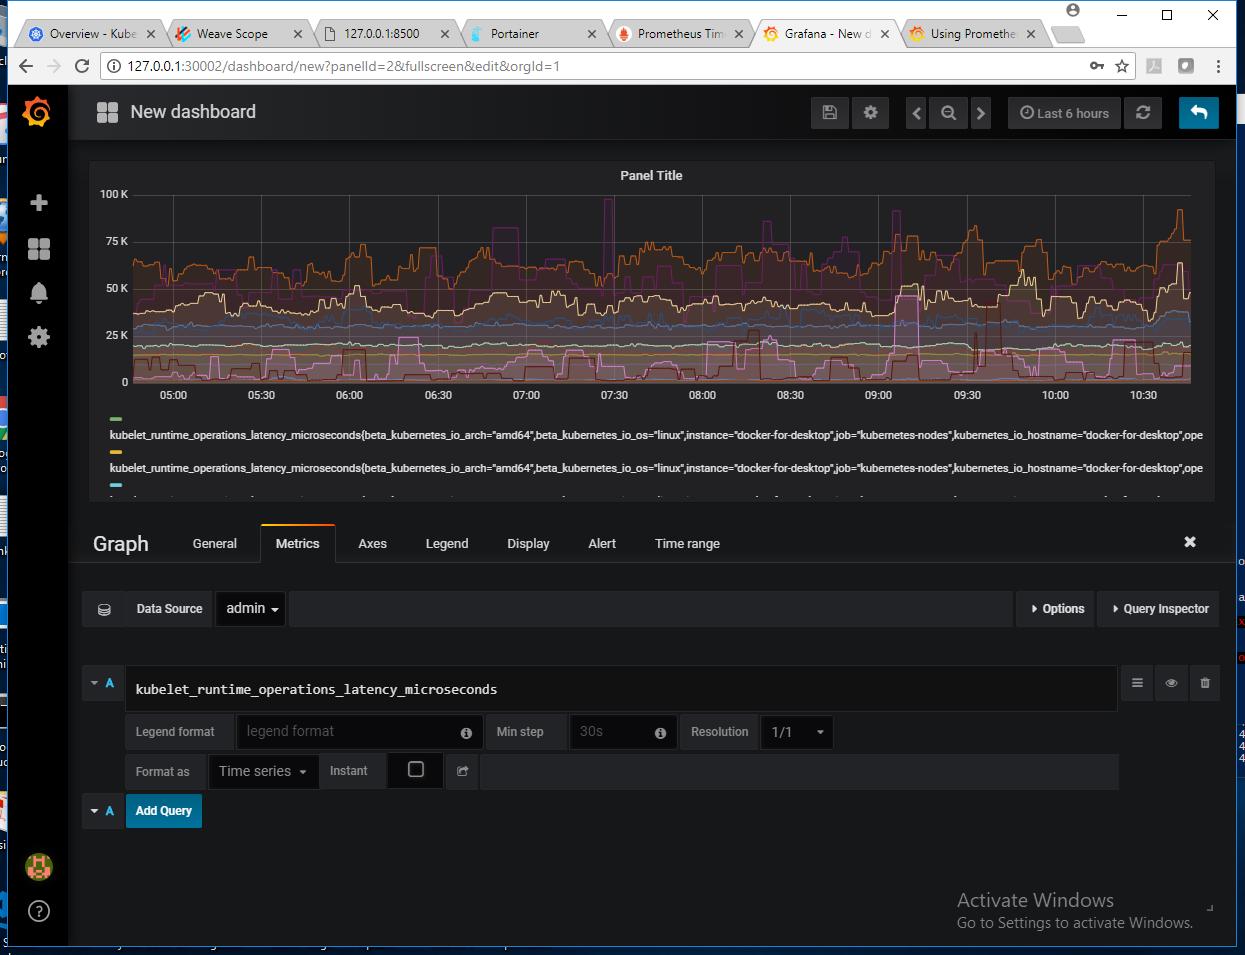 Overview - Kube
Weave Scope
127.0.0.1:8500
Portainer
Prometheus Tim
Grafana - New d
Using Promethe
127.0.0.1:30002/dashboard/new?panelId=2&fullscreen&edit&orgId=1
New dashboard
Last 6 hours
Panel Title
100 K
75 K
50 K
25 K
0
05:00 05:30 06:00 06:30 07:00 07:30 08:00 08:30 09:00 09:30 10:00 10:30
kubelet_runtime_operations_latency_microseconds{beta_kubernetes_io_arch="amd64",beta_kubernetes_io_os="linux",instance="docker-for-desktop",job="kubernetes-nodes",kubernetes_io_hostname="docker-for-desktop",ope
kubelet_runtime_operations_latency_microseconds{beta_kubernetes_io_arch="amd64",beta_kubernetes_io_os="linux",instance="docker-for-desktop",job="kubernetes-nodes",kubernetes_io_hostname="docker-for-desktop",ope
Graph General Metrics Axes Legend Display Alert Time range
Data Source admin Options Query Inspector
A kubelet_runtime_operations_latency_microseconds
Legend format legend format Min step 30s Resolution 1/1
Format as Time series Instant
A Add Query
Activate Windows
Go to Settings to activate Windows.